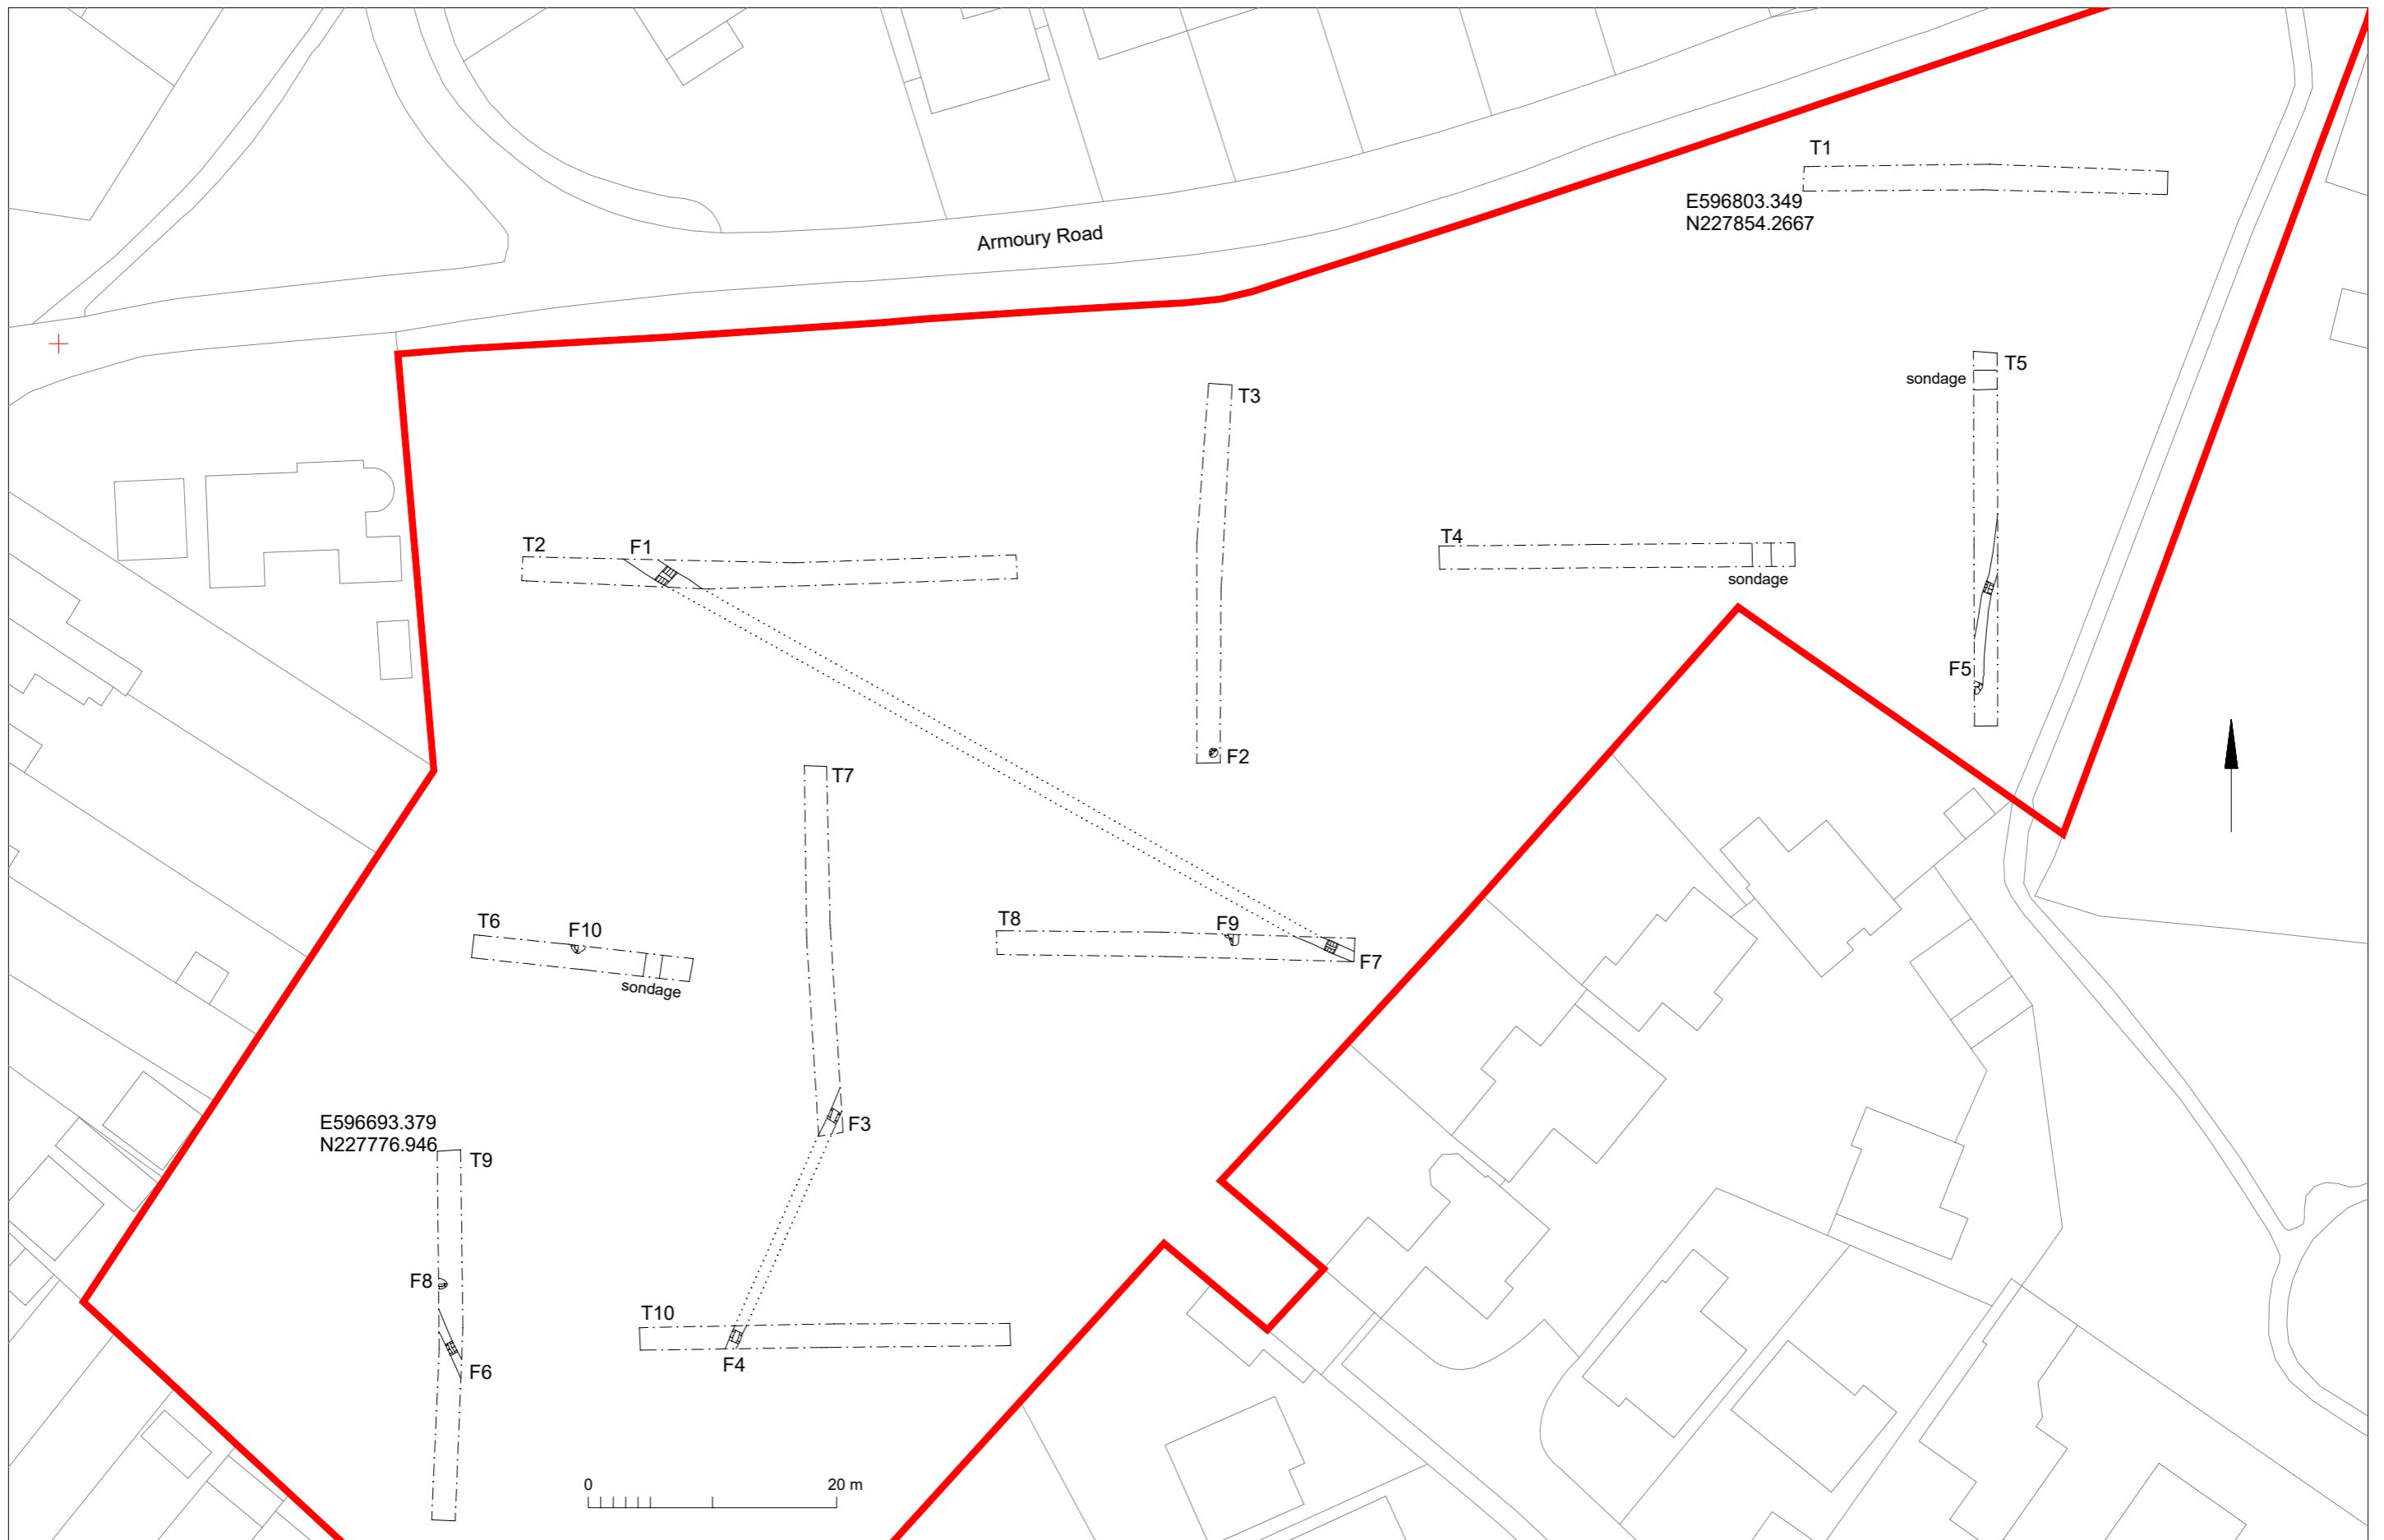 T1
E596803.349
N227854.2667
Armoury Road
T5
sondage
T3
T2
F1
T4
sondage
F5
F2
T7
T6
F10
sondage
T8
F9
F7
E596693.379
N227776.946
F3
T9
F8
T10
F4
F6
0
20 m